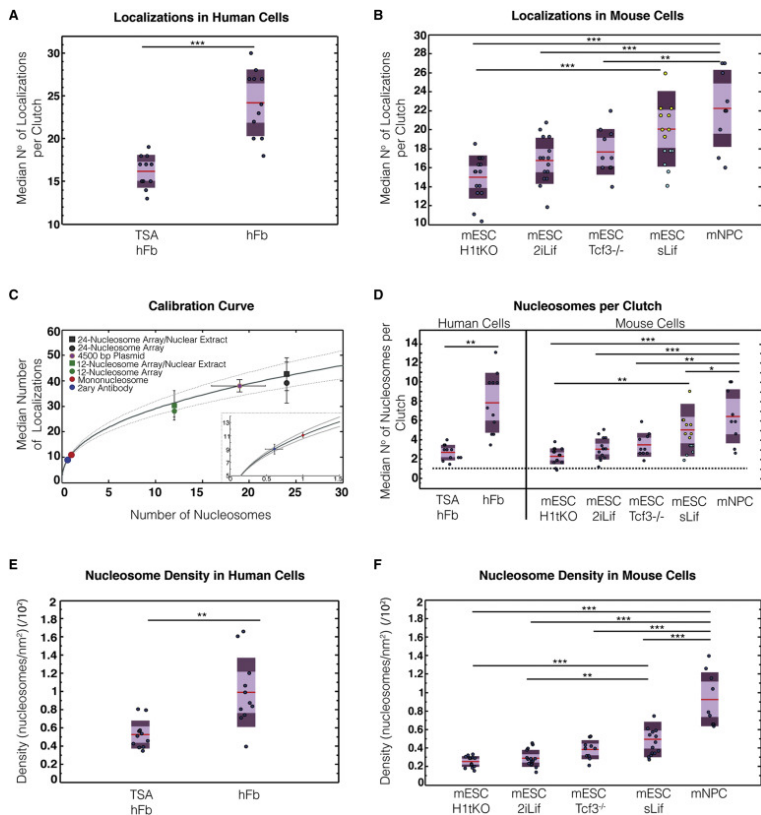 A
Localizations in Human Cells
Median Nº of Localizations
per Clutch
30
25
20
15
10
***
TSA
hFb
hFb
B
Localizations in Mouse Cells
Median Nº of Localizations
per Clutch
30
28
26
24
22
20
18
16
14
12
10
***
***
**
***
mESC
H1tKO
mESC
2iLif
mESC
Tcf3-/-
mESC
sLif
mNPC
C
Calibration Curve
Median Number
of Localizations
60
50
40
30
20
10
0
24-Nucleosome Array/Nuclear Extract
24-Nucleosome Array
4500 bp Plasmid
12-Nucleosome Array/Nuclear Extract
12-Nucleosome Array
Mononucleosome
2ary Antibody
13
11
9
7
5
0.5
1
1.5
0 5 10 15 20 25 30
Number of Nucleosomes
D
Nucleosomes per Clutch
Human Cells
Mouse Cells
Median Nº of Nucleosomes per
Clutch
14
12
10
8
6
4
2
0
**
***
***
**
*
**
TSA
hFb
hFb
mESC
H1tKO
mESC
2iLif
mESC
Tcf3-/-
mESC
sLif
mNPC
E
Nucleosome Density in Human Cells
Density (nucleosomes/nm²) (/10²)
2
1.8
1.6
1.4
1.2
1
0.8
0.6
0.4
0.2
0
**
TSA
hFb
hFb
F
Nucleosome Density in Mouse Cells
Density (nucleosomes/nm²) (/10²)
2
1.8
1.6
1.4
1.2
1
0.8
0.6
0.4
0.2
0
***
***
***
***
***
**
mESC
H1tKO
mESC
2iLif
mESC
Tcf3-/-
mESC
sLif
mNPC